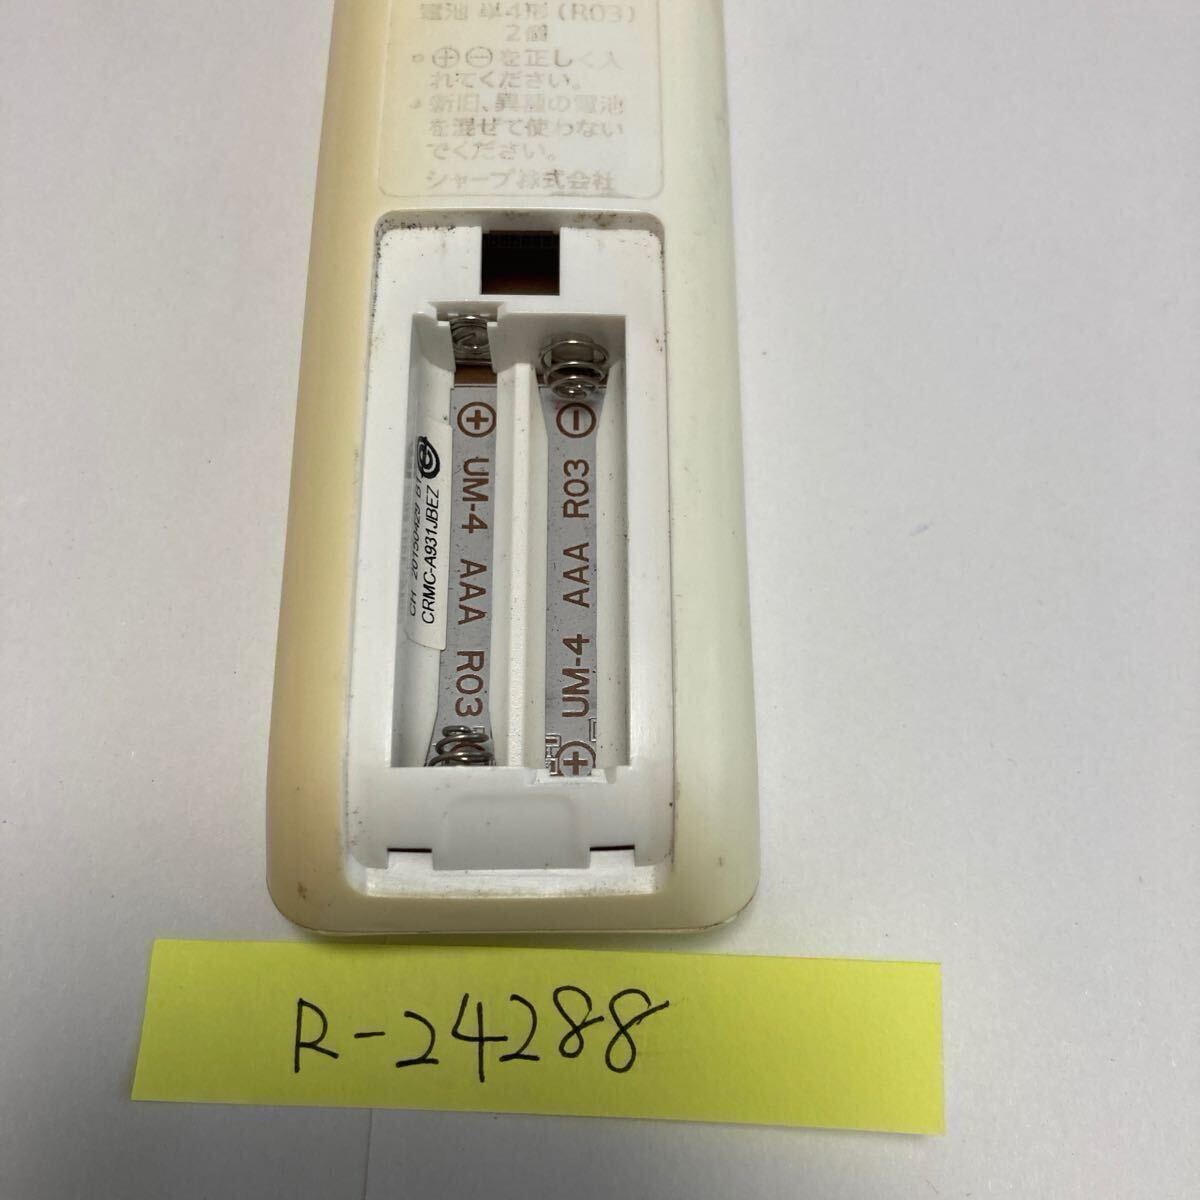 電池 単4形(R03)
2個
⊕⊖を正しく入
れてください。
新旧、異種の電池
を混ぜて使わない
でください。
シャープ株式会社
⊕ UM-4 AAA R03
⊖ R03 AAA UM-4 ⊕
CH 20150429
CRMC-A931JBEZ
R-24288